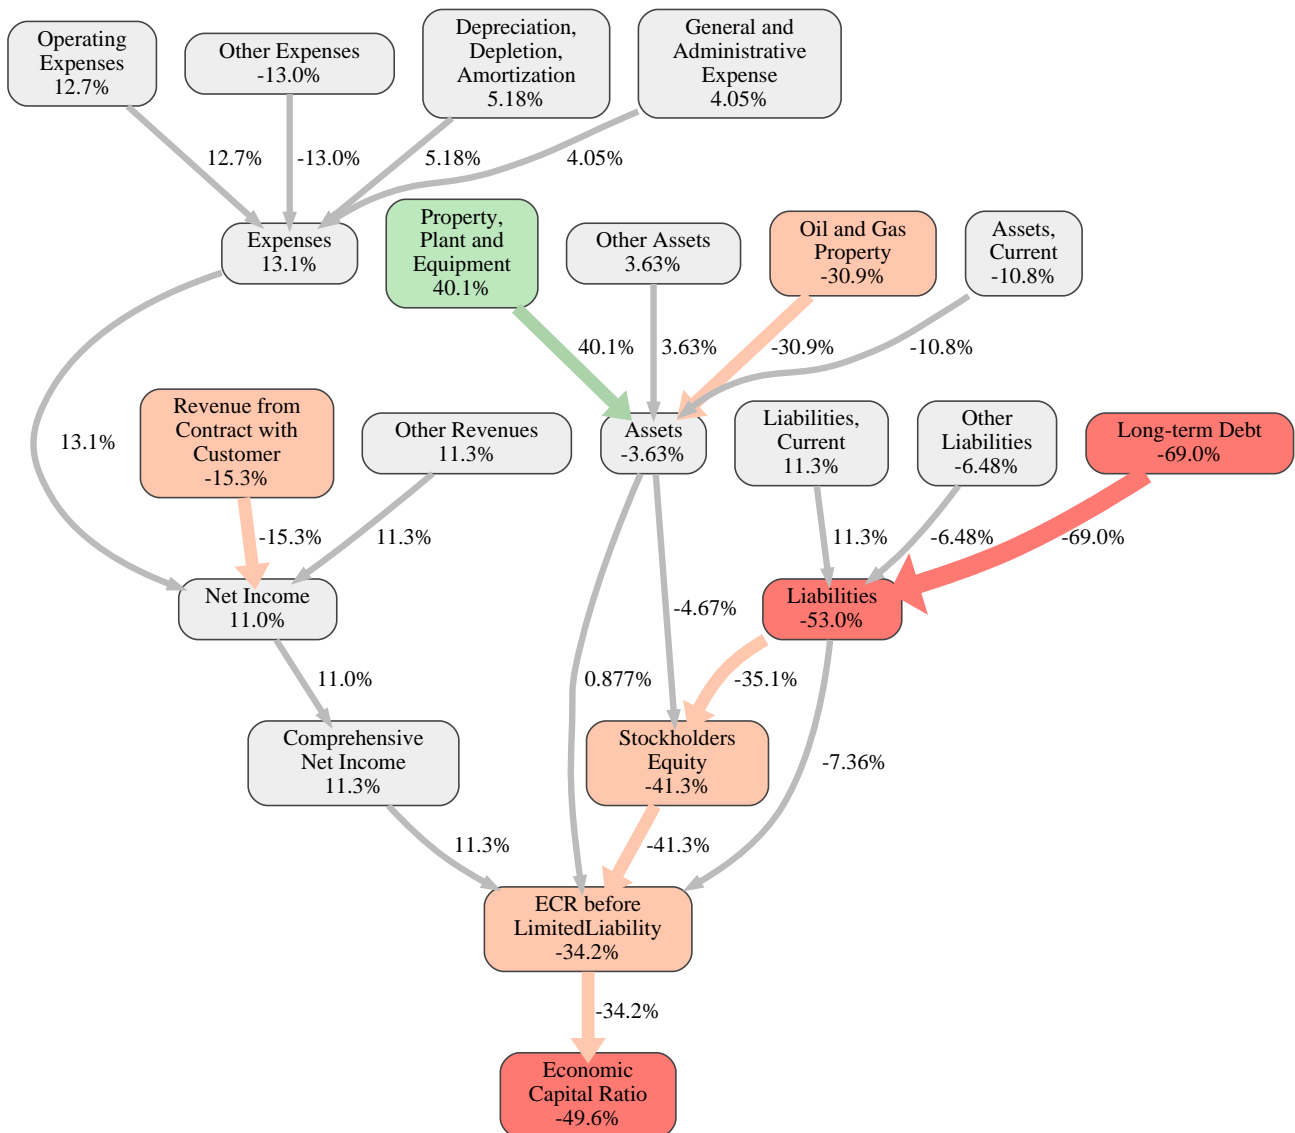 Operating
Expenses
12.7%
Other Expenses
-13.0%
Depreciation,
Depletion,
Amortization
5.18%
General and
Administrative
Expense
4.05%
12.7%
-13.0%
5.18%
4.05%
Expenses
13.1%
Property,
Plant and
Equipment
40.1%
Other Assets
3.63%
Oil and Gas
Property
-30.9%
Assets,
Current
-10.8%
40.1%
3.63%
-30.9%
-10.8%
13.1%
Revenue from
Contract with
Customer
-15.3%
Other Revenues
11.3%
Assets
-3.63%
Liabilities,
Current
11.3%
Other
Liabilities
-6.48%
Long-term Debt
-69.0%
-15.3%
11.3%
11.3%
-6.48%
-69.0%
Net Income
11.0%
-4.67%
Liabilities
-53.0%
11.0%
0.877%
-35.1%
Comprehensive
Net Income
11.3%
Stockholders
Equity
-41.3%
-7.36%
11.3%
-41.3%
ECR before
LimitedLiability
-34.2%
-34.2%
Economic
Capital Ratio
-49.6%